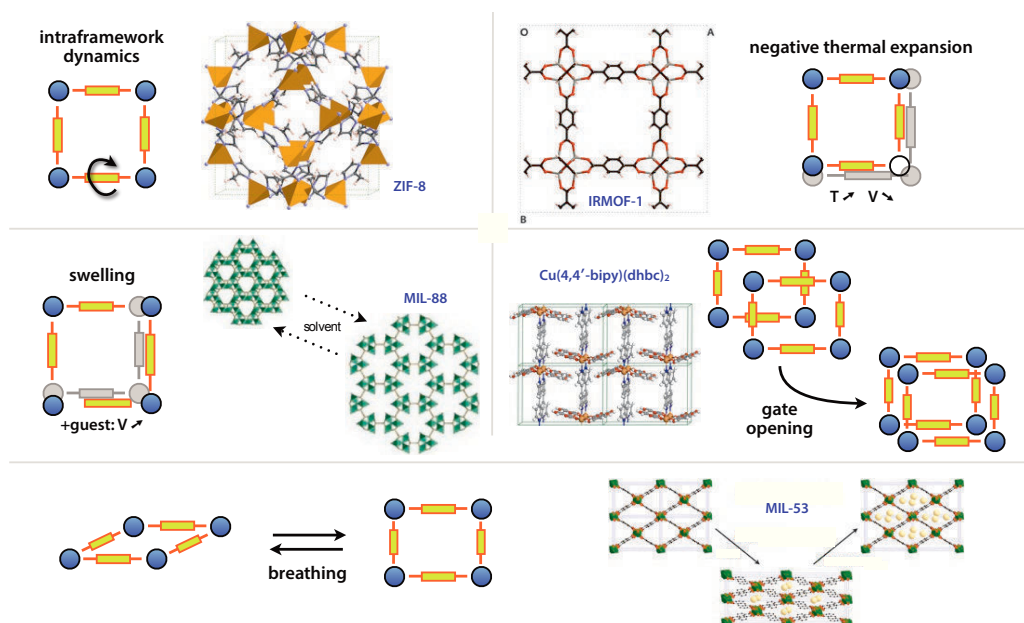 intraframework
dynamics
ZIF-8
O
A
IRMOF-1
B
negative thermal expansion
T ↗ V ↘
swelling
+guest: V ↗
solvent
MIL-88
Cu(4,4′-bipy)(dhbc)₂
gate
opening
breathing
MIL-53